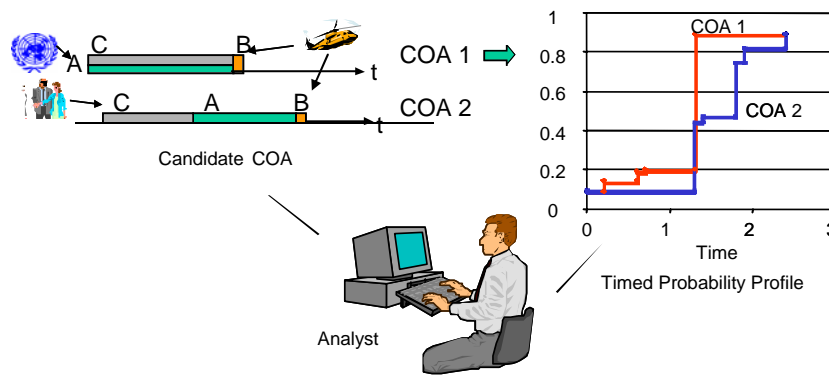 C
B
A
t
COA 1
C
A
B
t
COA 2
Candidate COA
Analyst
1
0.8
0.6
0.4
0.2
0
COA 1
COA 2
0
1
2
3
Time
Timed Probability Profile